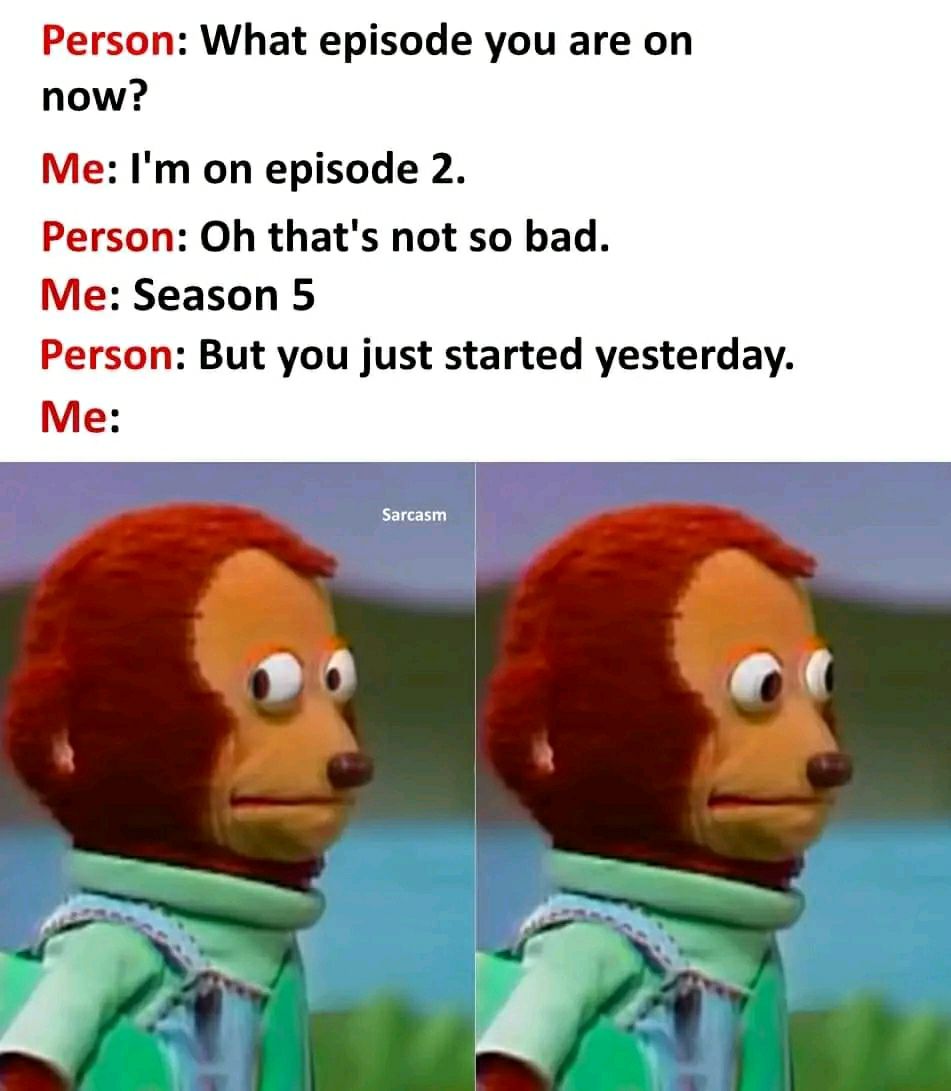 Person: What episode you are on
now?
Me: I'm on episode 2.
Person: Oh that's not so bad.
Me: Season 5
Person: But you just started yesterday.
Me:
Sarcasm